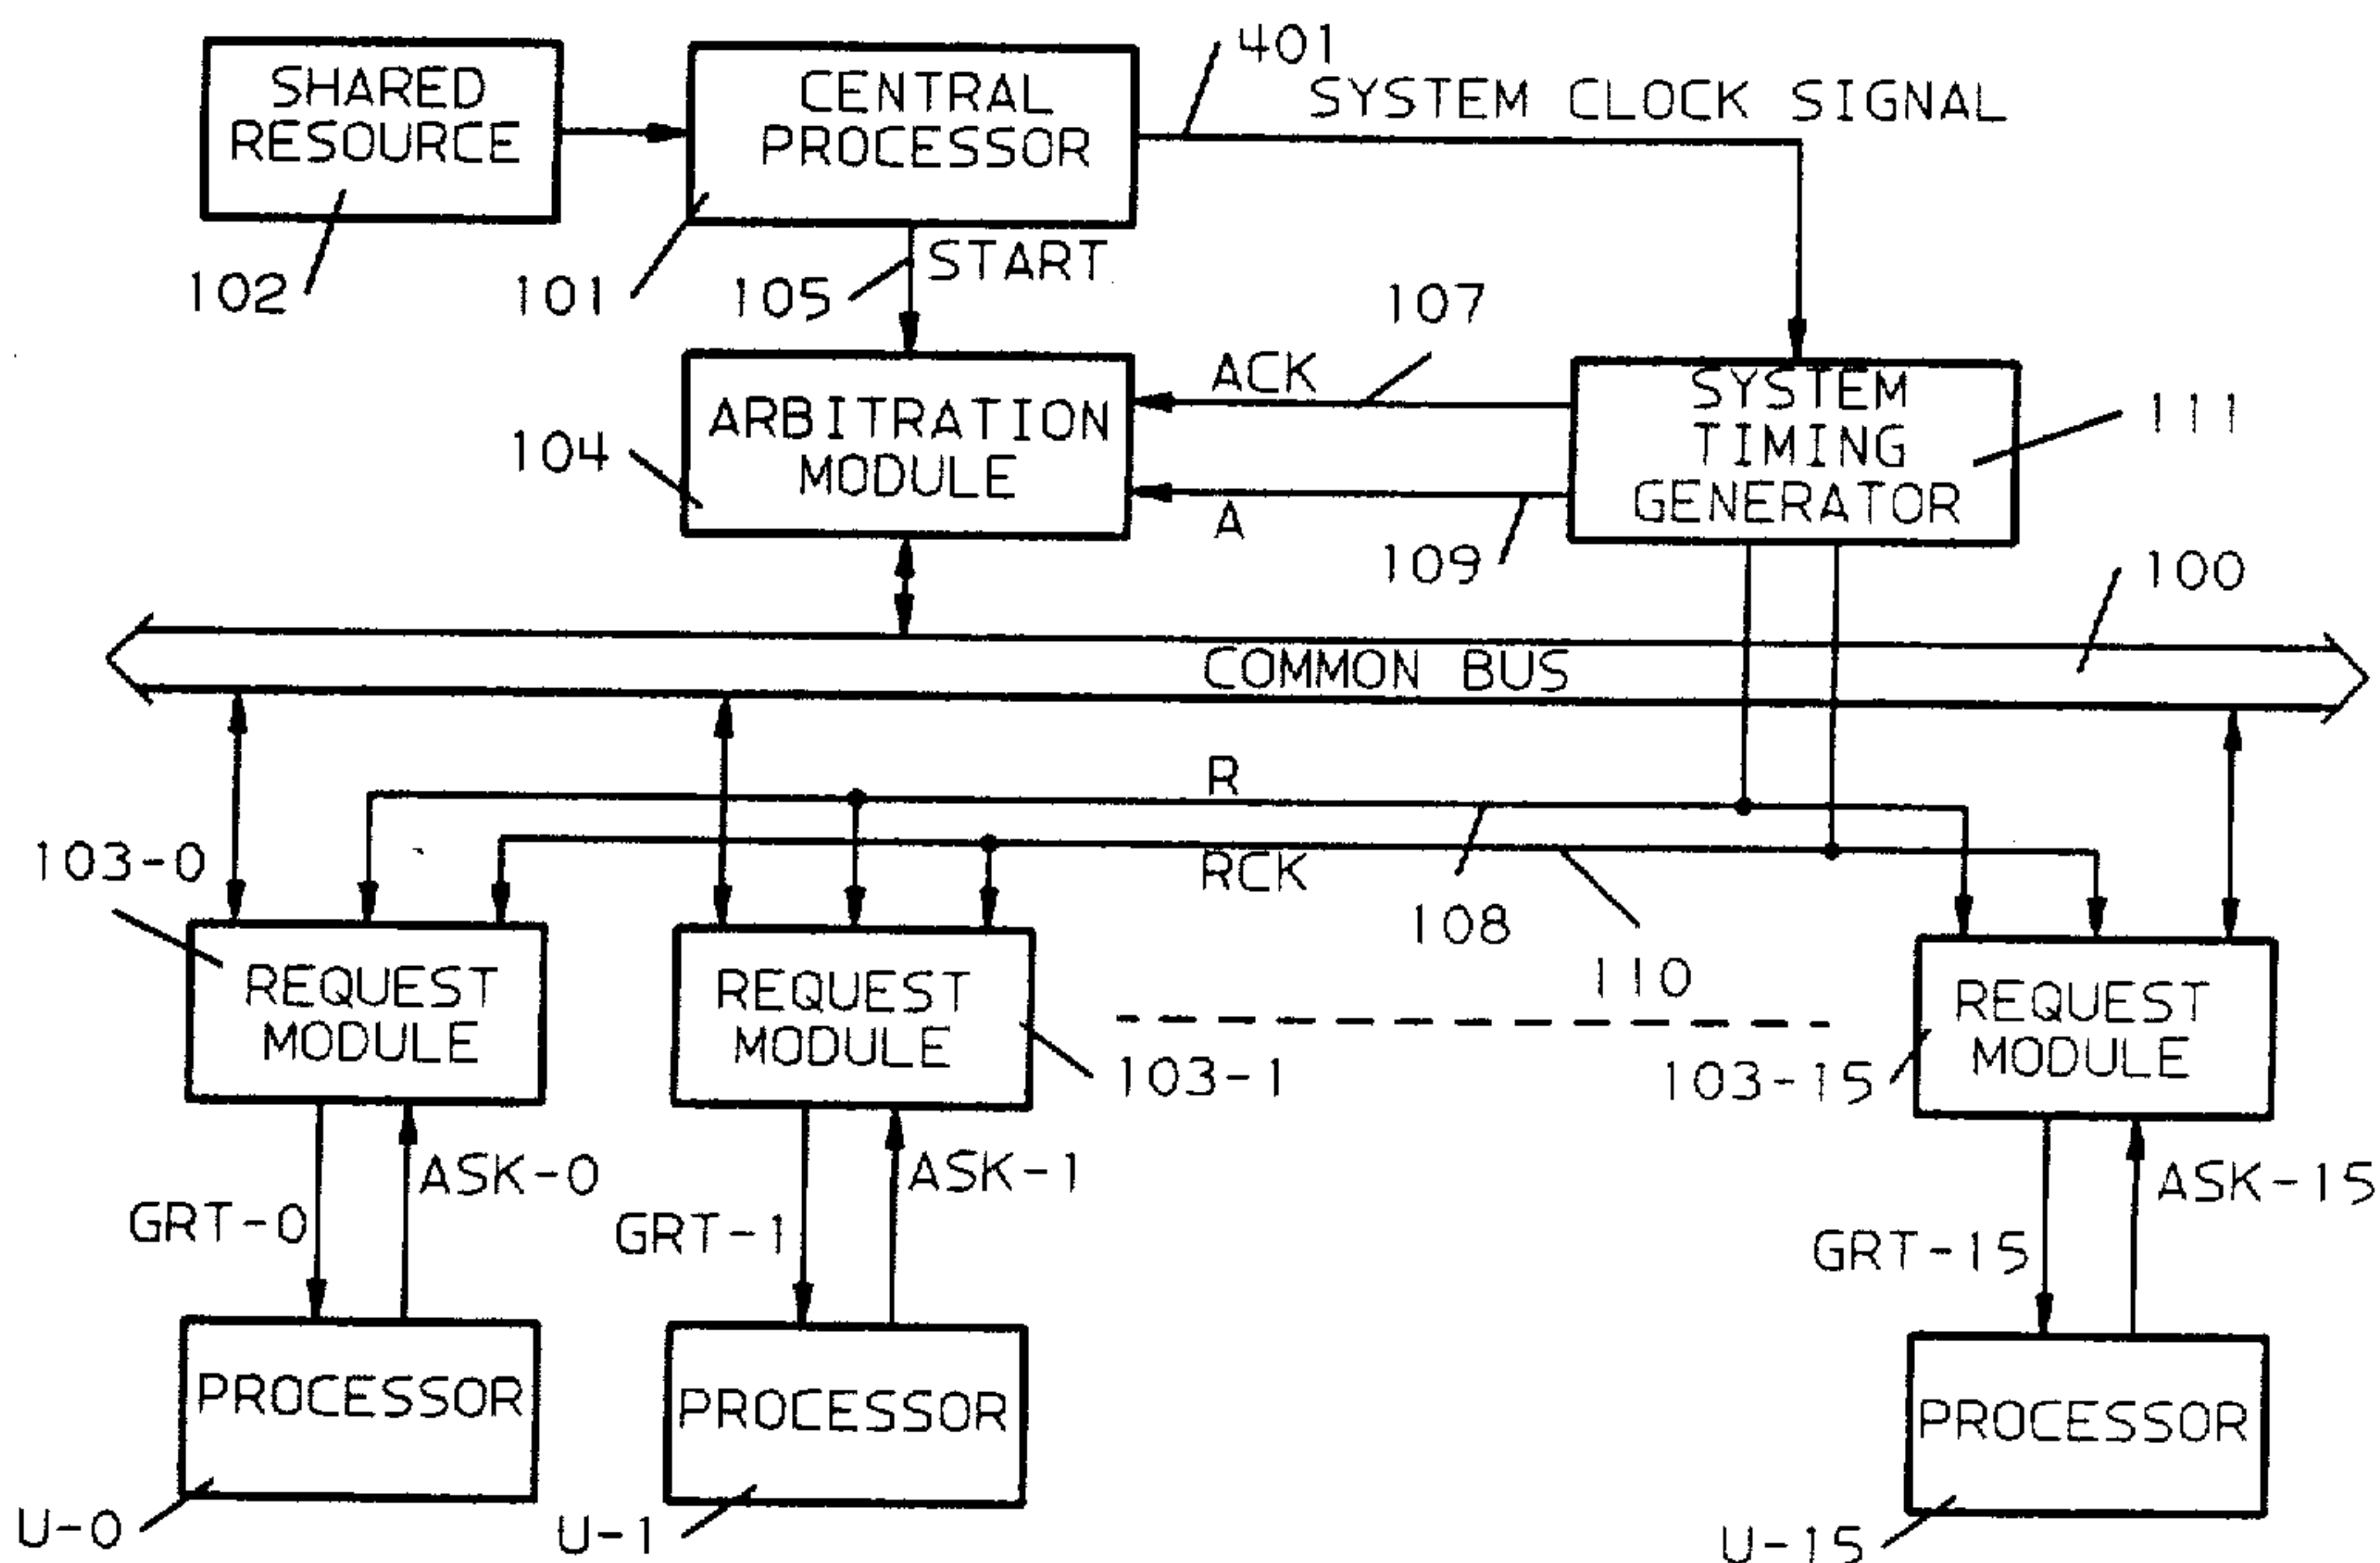 SHARED
RESOURCE
102
CENTRAL
PROCESSOR
101
401
SYSTEM CLOCK SIGNAL
105
START
107
ACK
ARBITRATION
MODULE
104
A
109
SYSTEM
TIMING
GENERATOR
111
100
COMMON BUS
R
RCK
108
110
103-0
REQUEST
MODULE
REQUEST
MODULE
103-1
103-15
REQUEST
MODULE
GRT-0
ASK-0
GRT-1
ASK-1
GRT-15
ASK-15
PROCESSOR
U-0
PROCESSOR
U-1
PROCESSOR
U-15